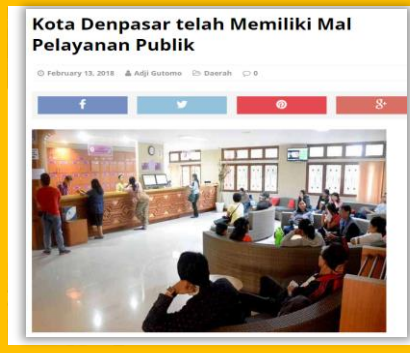 Kota Denpasar telah Memiliki Mal
Pelayanan Publik
February 13, 2018 Adji Gutomo Daerah 0
f
g+